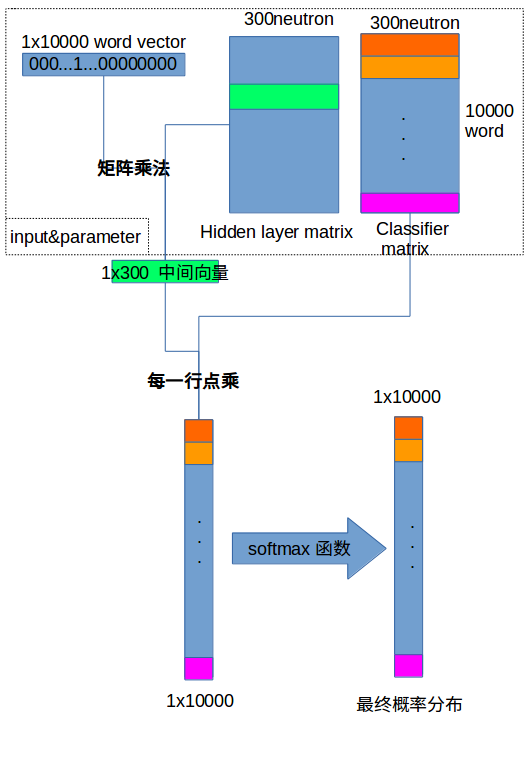 300neutron
300neutron
1x10000 word vector
000...1...00000000
10000
word
矩阵乘法
Hidden layer matrix
Classifier
matrix
input&parameter
1x300 中间向量
每一行点乘
1x10000
softmax 函数
1x10000
最终概率分布